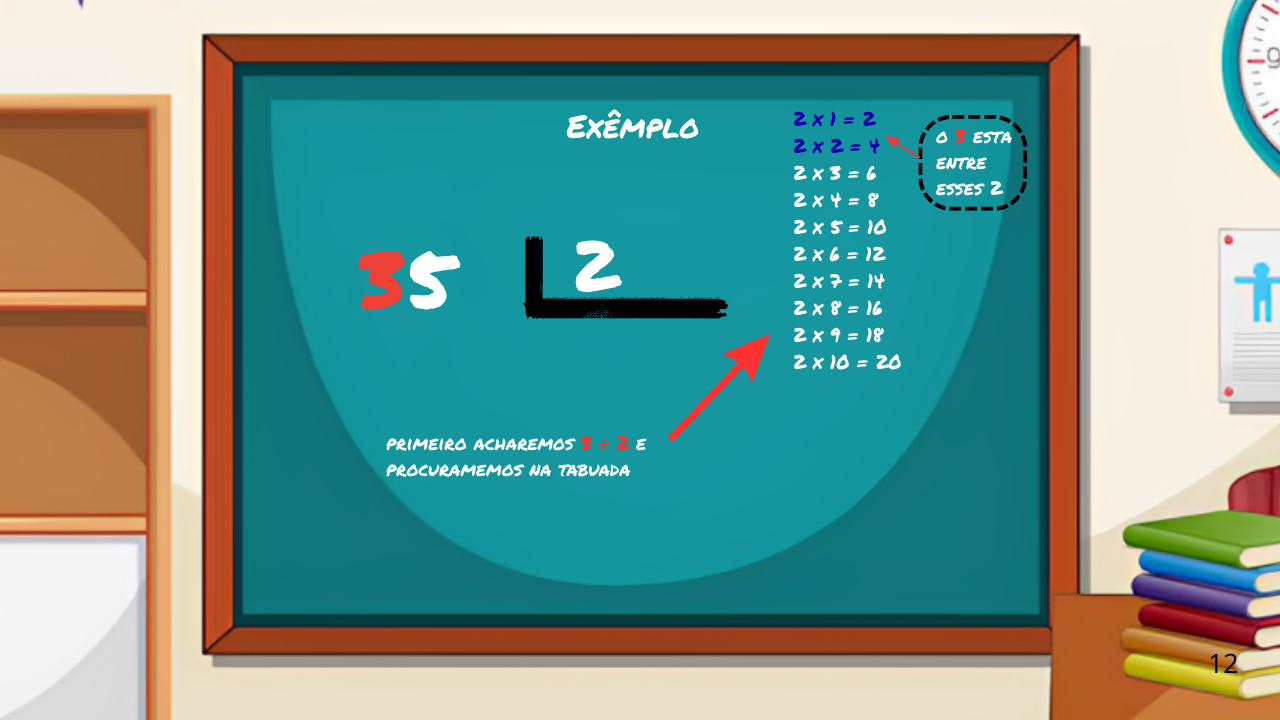 EXÊMPLO
2 X 1 = 2
2 X 2 = 4
2 X 3 = 6
2 X 4 = 8
2 X 5 = 10
2 X 6 = 12
2 X 7 = 14
2 X 8 = 16
2 X 9 = 18
2 X 10 = 20
O 3 ESTA
ENTRE
ESSES 2
35 2
PRIMEIRO ACHAREMOS 3 ÷ 2 E
PROCURAMEMOS NA TABUADA
9
12